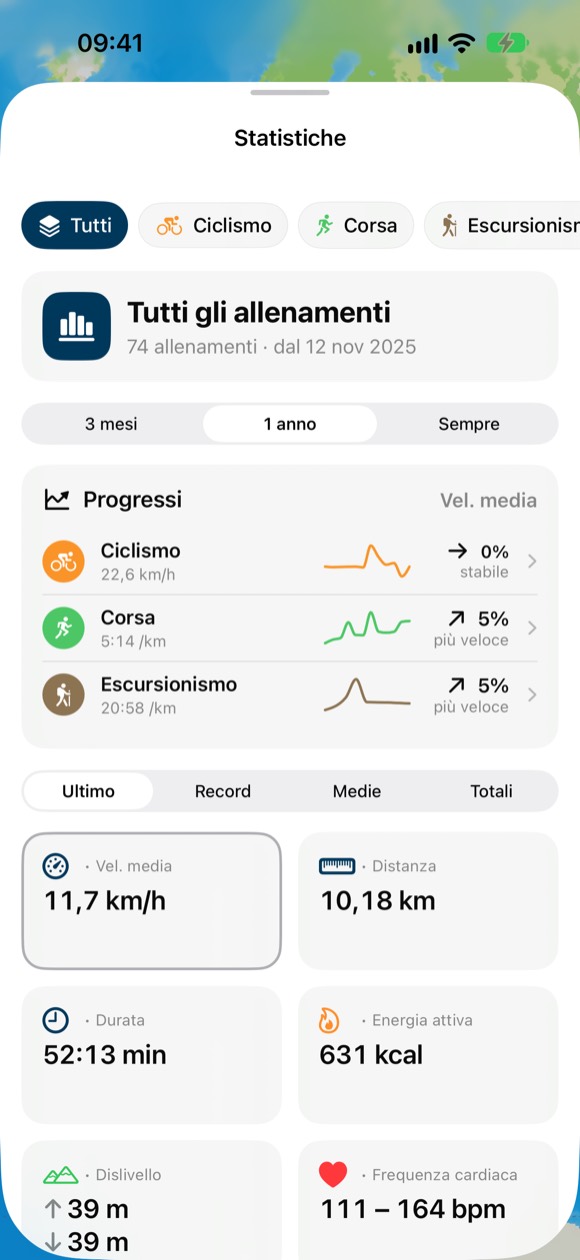 09:41
Statistiche
Tutti
Ciclismo
Corsa
Escursionisr
Tutti gli allenamenti
74 allenamenti · dal 12 nov 2025
3 mesi
1 anno
Sempre
Progressi
Vel. media
Ciclismo
22,6 km/h
→ 0%
stabile
Corsa
5:14 /km
↗ 5%
più veloce
Escursionismo
20:58 /km
↗ 5%
più veloce
Ultimo
Record
Medie
Totali
· Vel. media
11,7 km/h
· Distanza
10,18 km
· Durata
52:13 min
· Energia attiva
631 kcal
· Dislivello
↑ 39 m
↓ 39 m
· Frequenza cardiaca
111 – 164 bpm